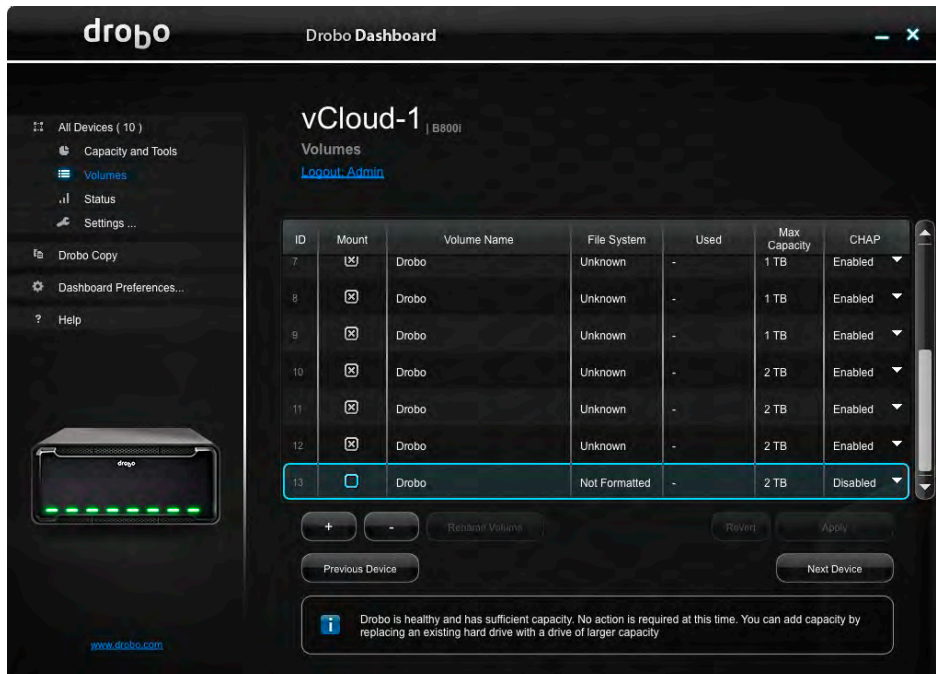 drobo
Drobo Dashboard
vCloud-1 | B800i
Volumes
Logout: Admin
All Devices ( 10 )
Capacity and Tools
Volumes
Status
Settings ...
Drobo Copy
Dashboard Preferences...
? Help
drobo
www.drobo.com
ID Mount Volume Name File System Used Max Capacity CHAP
7 Drobo Unknown - 1 TB Enabled
8 Drobo Unknown - 1 TB Enabled
9 Drobo Unknown - 1 TB Enabled
10 Drobo Unknown - 2 TB Enabled
11 Drobo Unknown - 2 TB Enabled
12 Drobo Unknown - 2 TB Enabled
13 Drobo Not Formatted - 2 TB Disabled
+ - Rename Volume Revert Apply
Previous Device Next Device
Drobo is healthy and has sufficient capacity. No action is required at this time. You can add capacity by
replacing an existing hard drive with a drive of larger capacity